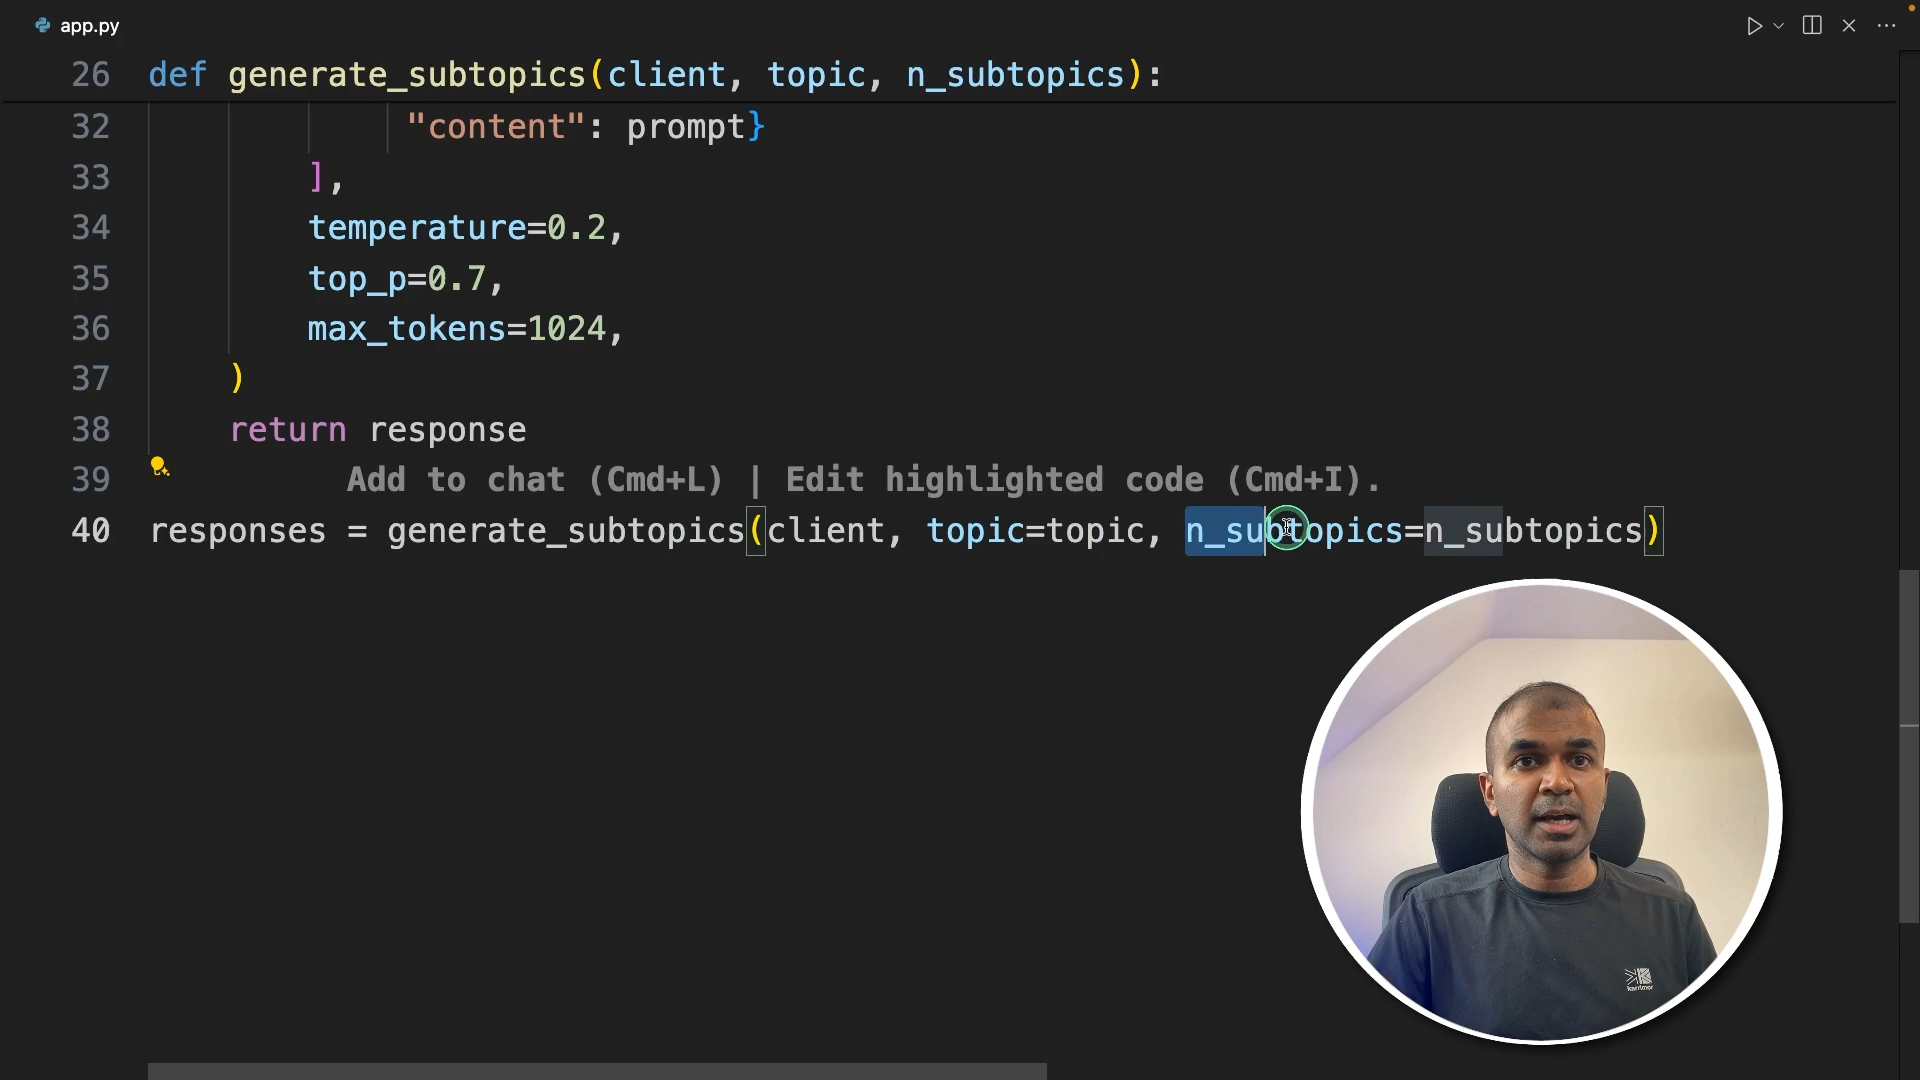 app.py
26 def generate_subtopics(client, topic, n_subtopics):
32 "content": prompt}
33 ],
34 temperature=0.2,
35 top_p=0.7,
36 max_tokens=1024,
37 )
38 return response
39 Add to chat (Cmd+L) | Edit highlighted code (Cmd+I).
40 responses = generate_subtopics(client, topic=topic, n_subtopics=n_subtopics)
karrimor